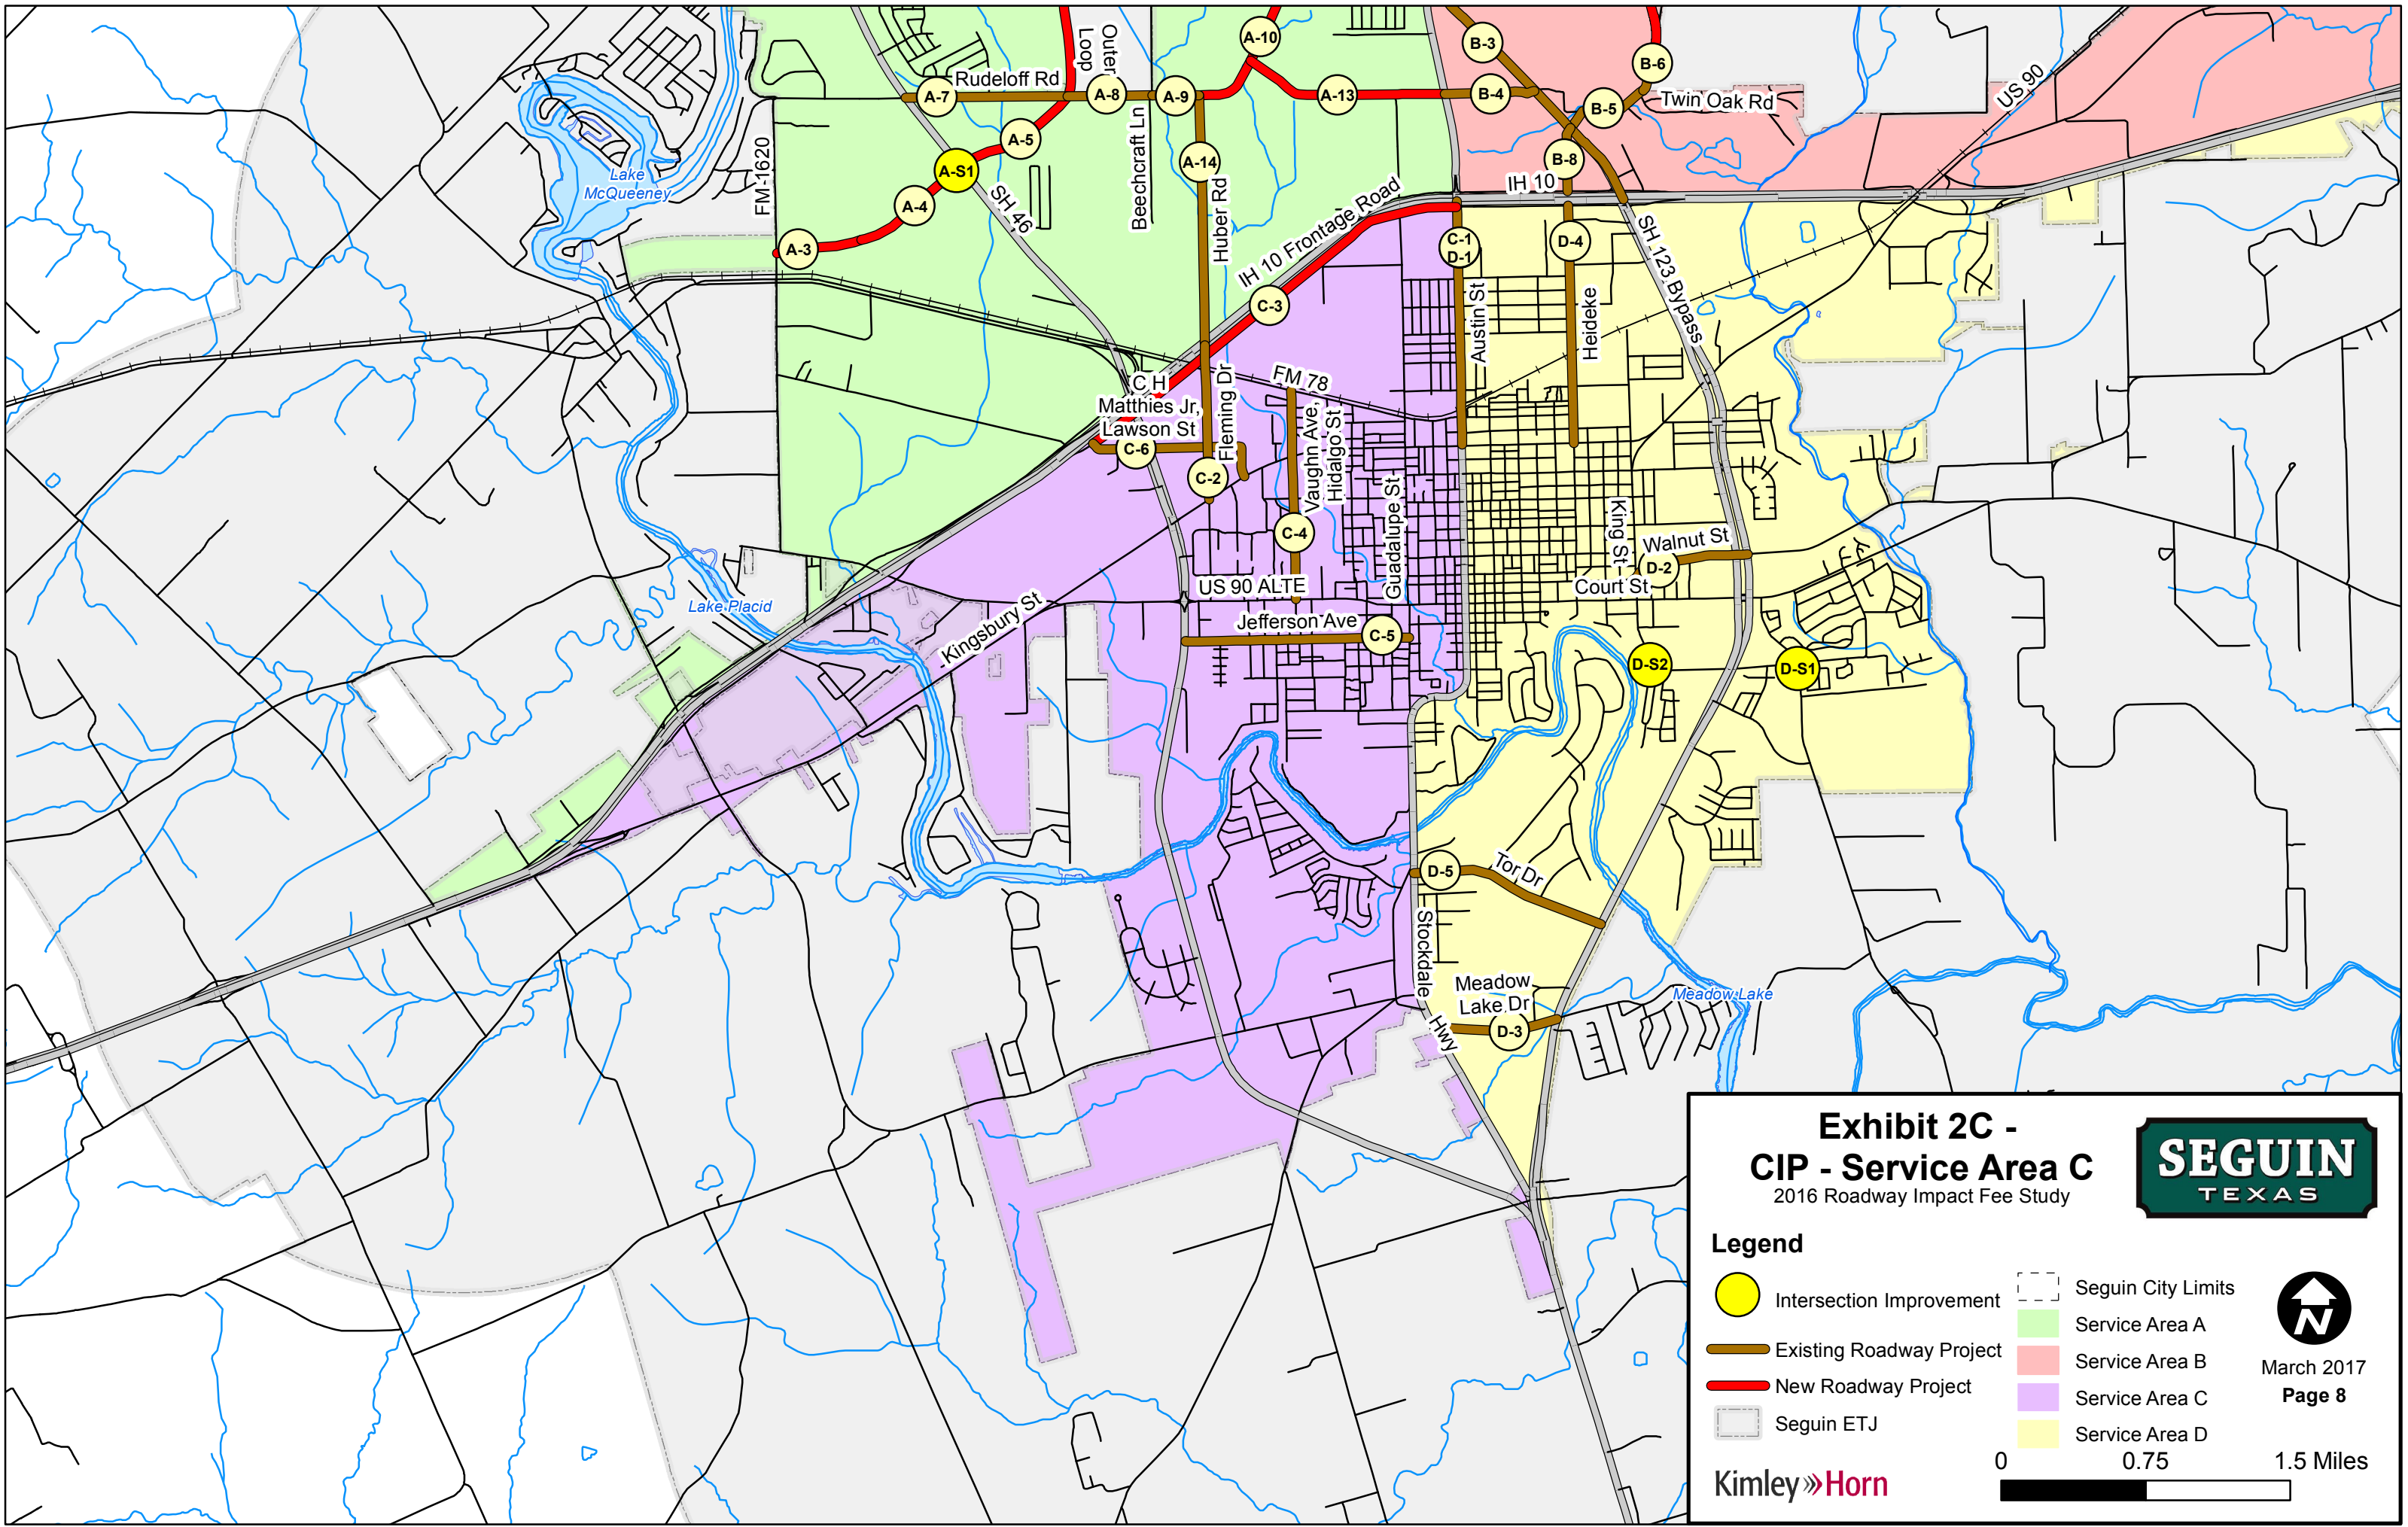 A-10
B-3
B-6
Outer
Loop
Rudeloff Rd
A-7
A-8
A-9
A-13
B-4
B-5
Twin Oak Rd
US 90
Beechcraft Ln
FM-1620
A-5
A-14
B-8
Lake
McQueeney
A-S1
A-4
SH 46
Huber Rd
IH 10
IH 10 Frontage Road
A-3
C-1
D-1
D-4
SH 123 Bypass
C-3
Austin St
Heideke
C H
Matthies Jr,
Lawson St
FM 78
Fleming Dr
Vaughn Ave,
Hidalgo St
C-6
C-2
C-4
Guadalupe St
King St
Walnut St
D-2
Court St
US 90 ALTE
Lake Placid
Kingsbury St
Jefferson Ave
C-5
D-S2
D-S1
D-5
Tor Dr
Stockdale
Hwy
Meadow
Lake Dr
D-3
Meadow Lake
Exhibit 2C -
CIP - Service Area C
2016 Roadway Impact Fee Study
SEGUIN
TEXAS
Legend
Intersection Improvement
Existing Roadway Project
New Roadway Project
Seguin ETJ
Seguin City Limits
Service Area A
Service Area B
Service Area C
Service Area D
N
March 2017
Page 8
Kimley Horn
0 0.75 1.5 Miles